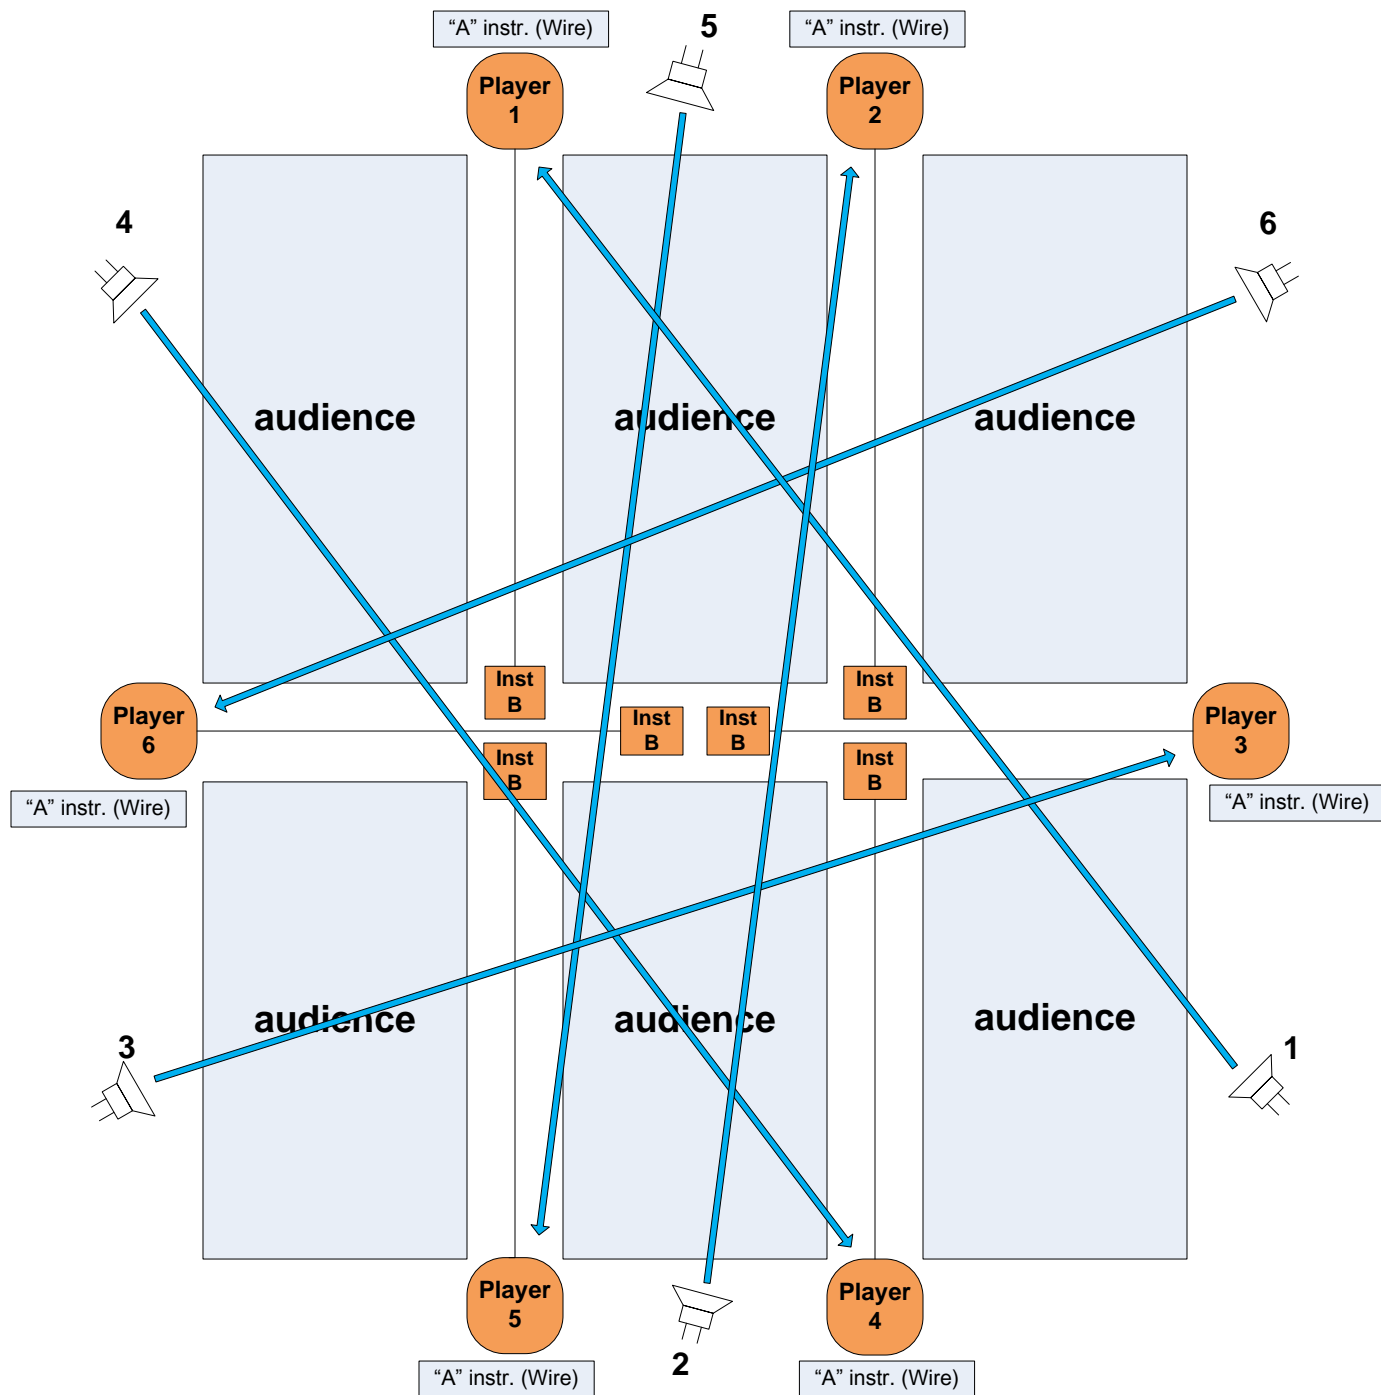 “A” instr. (Wire)
5
“A” instr. (Wire)
Player
1
Player
2
4
6
audience
audience
audience
Inst
B
Inst
B
Player
6
Inst
B
Inst
B
Player
3
Inst
B
Inst
B
“A” instr. (Wire)
“A” instr. (Wire)
audience
audience
audience
3
1
Player
5
Player
4
2
“A” instr. (Wire)
“A” instr. (Wire)